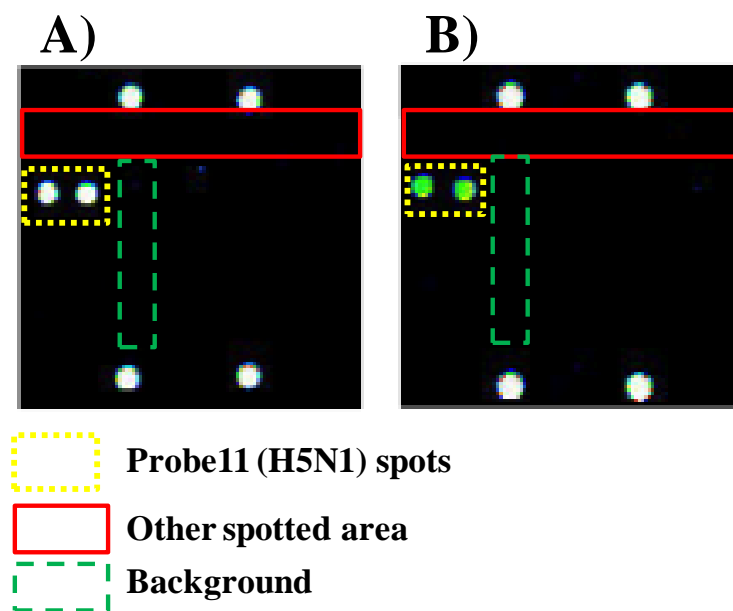 A)
B)
Probe11 (H5N1) spots
Other spotted area
Background